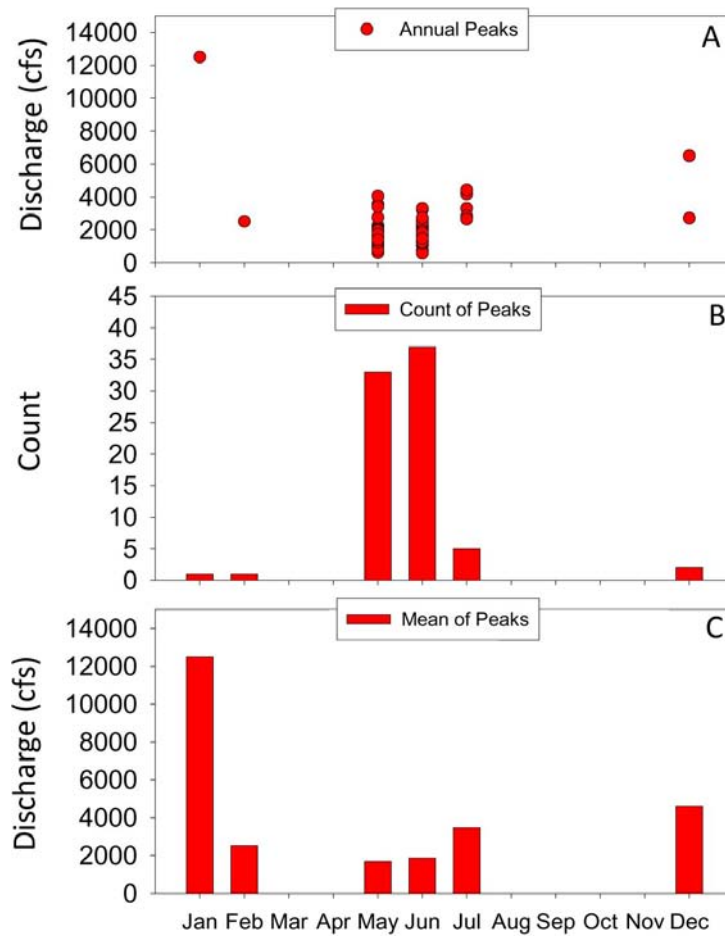 Annual Peaks
A
Discharge (cfs)
14000
12000
10000
8000
6000
4000
2000
0
Count of Peaks
B
Count
45
40
35
30
25
20
15
10
5
0
Mean of Peaks
C
Discharge (cfs)
14000
12000
10000
8000
6000
4000
2000
0
Jan Feb Mar Apr May Jun Jul Aug Sep Oct Nov Dec